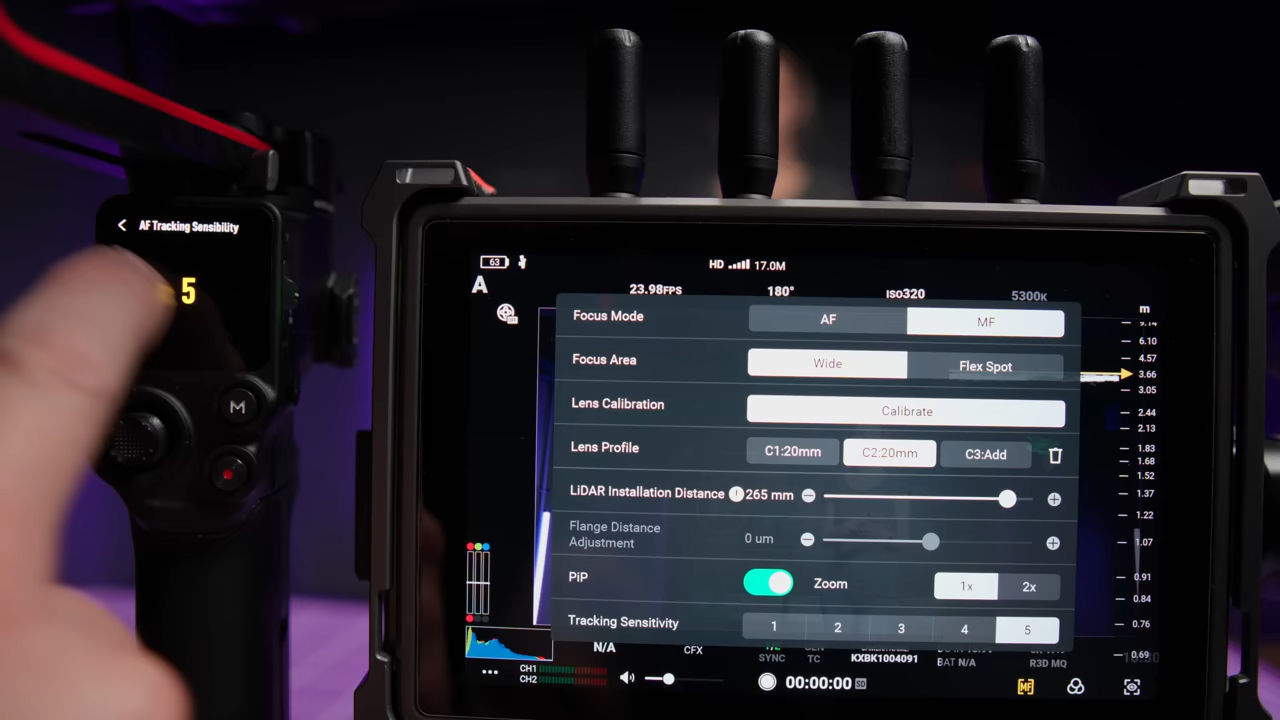 AF Tracking Sensibility
5
M
63
HD 17.0M
A
23.98FPS 180° ISO320 5300K
m
9.14
6.10
4.57
3.66
3.05
2.44
2.13
1.83
1.68
1.52
1.37
1.22
1.07
0.91
0.84
0.76
0.69
Focus Mode AF MF
Focus Area Wide Flex Spot
Lens Calibration Calibrate
Lens Profile C1:20mm C2:20mm C3:Add
LiDAR Installation Distance 265 mm
Flange Distance
Adjustment 0 um
PiP Zoom 1x 2x
Tracking Sensitivity 1 2 3 4 5
N/A CFX SYNC TC KXBK1004091 BAT N/A R3D MQ
CH1
CH2
00:00:00
MF